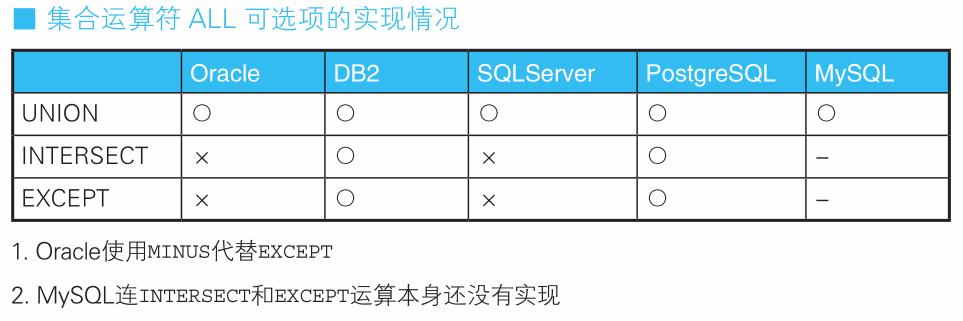 ■ 集合运算符 ALL 可选项的实现情况
Oracle DB2 SQLServer PostgreSQL MySQL
UNION ○ ○ ○ ○ ○
INTERSECT × ○ × ○ –
EXCEPT × ○ × ○ –
1. Oracle使用MINUS代替EXCEPT
2. MySQL连INTERSECT和EXCEPT运算本身还没有实现